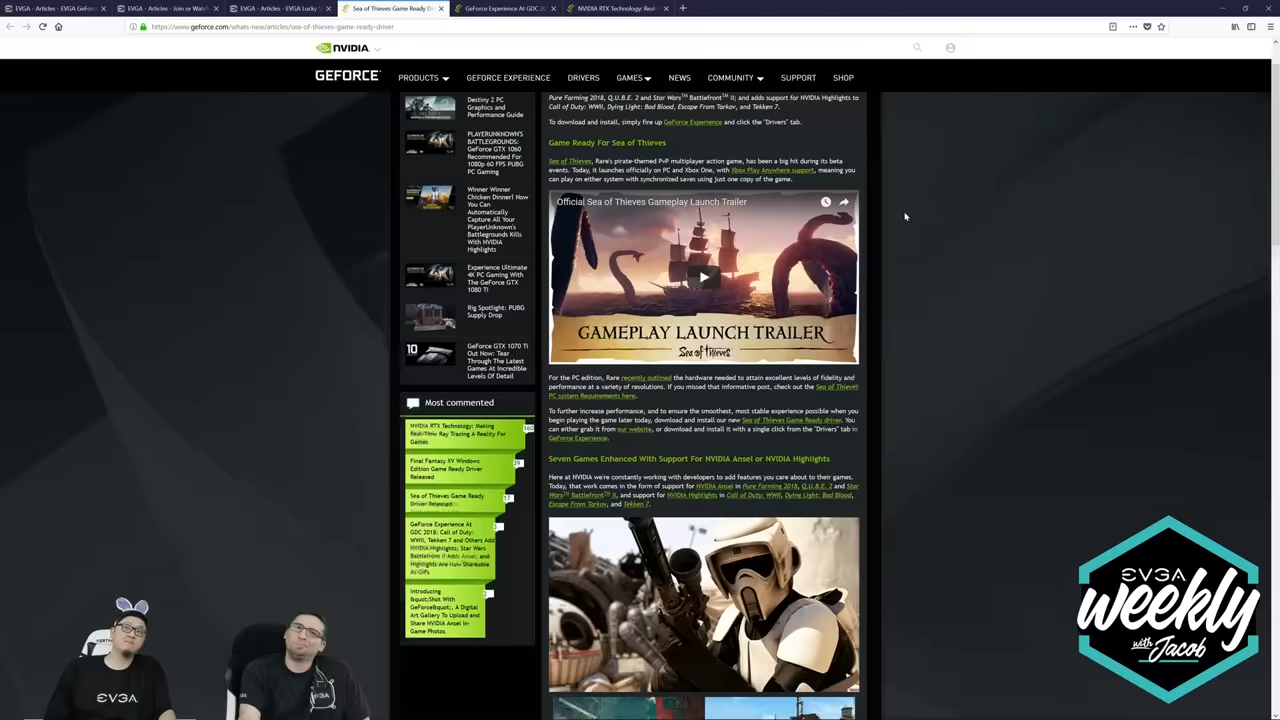 EVGA - Articles - EVGA GeForc
EVGA - Articles - Join or Watch
EVGA - Articles - EVGA Lucky S
Sea of Thieves Game Ready Dri
GeForce Experience At GDC 20
NVIDIA RTX Technology: Real
https://www.geforce.com/whats-new/articles/sea-of-thieves-game-ready-driver
NVIDIA.
GEFORCE
PRODUCTS
GEFORCE EXPERIENCE
DRIVERS
GAMES
NEWS
COMMUNITY
SUPPORT
SHOP
Destiny 2 PC
Graphics and
Performance Guide
PLAYERUNKNOWN'S
BATTLEGROUNDS:
GeForce GTX 1060
Recommended For
1080p 60 FPS PUBG
PC Gaming
Winner Winner
Chicken Dinner! Now
You Can
Automatically
Capture All Your
PlayerUnknown's
Battlegrounds Kills
With NVIDIA
Highlights
Experience Ultimate
4K PC Gaming With
The GeForce GTX
1080 Ti
Rig Spotlight: PUBG
Supply Drop
10
GeForce GTX 1070 Ti
Out Now: Tear
Through The Latest
Games At Incredible
Levels Of Detail
Most commented
NVIDIA RTX Technology: Making
Real-Time Ray Tracing A Reality For
Games
160
Final Fantasy XV Windows
Edition Game Ready Driver
Released
39
Sea of Thieves Game Ready
Driver Released
17
GeForce Experience At
GDC 2018: Call of Duty:
WWII, Tekken 7 and Others Add
NVIDIA Highlights; Star Wars
Battlefront II Adds Ansel; and
Highlights Are Now Shareable
As GIFs
3
Introducing
&quot;Shot With
GeForce&quot;, A Digital
Art Gallery To Upload and
Share NVIDIA Ansel In-
Game Photos
2
Pure Farming 2018, Q.U.B.E. 2 and Star Wars™ Battlefront™ II; and adds support for NVIDIA Highlights to
Call of Duty: WWII, Dying Light: Bad Blood, Escape From Tarkov, and Tekken 7.
To download and install, simply fire up GeForce Experience and click the "Drivers" tab.
Game Ready For Sea of Thieves
Sea of Thieves, Rare's pirate-themed PvP multiplayer action game, has been a big hit during its beta
events. Today, it launches officially on PC and Xbox One, with Xbox Play Anywhere support, meaning you
can play on either system with synchronized saves using just one copy of the game.
Official Sea of Thieves Gameplay Launch Trailer
GAMEPLAY LAUNCH TRAILER
Sea of Thieves
For the PC edition, Rare recently outlined the hardware needed to attain excellent levels of fidelity and
performance at a variety of resolutions. If you missed that informative post, check out the Sea of Thieves
PC system Requirements here.
To further increase performance, and to ensure the smoothest, most stable experience possible when you
begin playing the game later today, download and install our new Sea of Thieves Game Ready driver. You
can either grab it from our website, or download and install it with a single click from the "Drivers" tab in
GeForce Experience.
Seven Games Enhanced With Support For NVIDIA Ansel or NVIDIA Highlights
Here at NVIDIA we're constantly working with developers to add features you care about to their games.
Today, that work comes in the form of support for NVIDIA Ansel in Pure Farming 2018, Q.U.B.E. 2 and Star
Wars™ Battlefront™ II, and support for NVIDIA Highlights in Call of Duty: WWII, Dying Light: Bad Blood,
Escape From Tarkov, and Tekken 7.
EVGA
EVGA
weekly
with Jacob